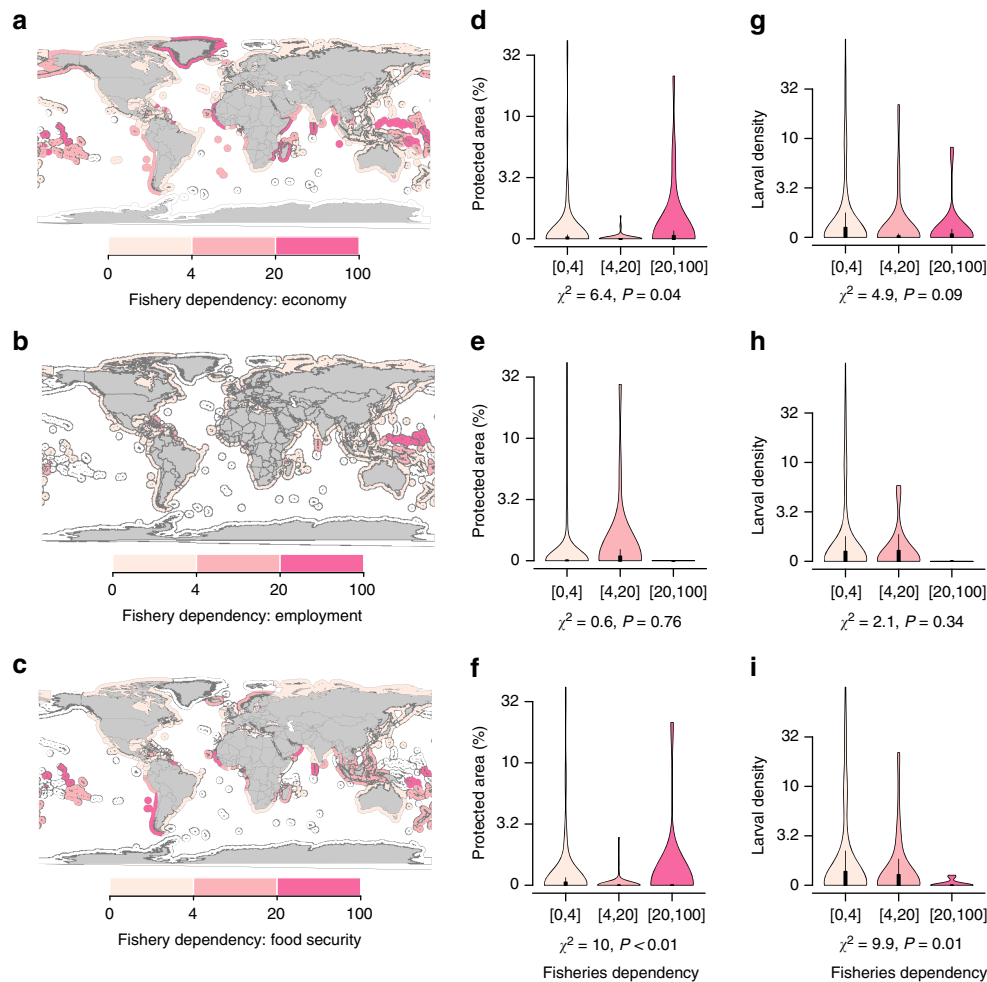 a
0 4 20 100
Fishery dependency: economy
d
Protected area (%)
32
10
3.2
0
[0,4] [4,20] [20,100]
χ² = 6.4, P = 0.04
g
Larval density
32
10
3.2
0
[0,4] [4,20] [20,100]
χ² = 4.9, P = 0.09
b
0 4 20 100
Fishery dependency: employment
e
Protected area (%)
32
10
3.2
0
[0,4] [4,20] [20,100]
χ² = 0.6, P = 0.76
h
Larval density
32
10
3.2
0
[0,4] [4,20] [20,100]
χ² = 2.1, P = 0.34
c
0 4 20 100
Fishery dependency: food security
f
Protected area (%)
32
10
3.2
0
[0,4] [4,20] [20,100]
χ² = 10, P < 0.01
Fisheries dependency
i
Larval density
32
10
3.2
0
[0,4] [4,20] [20,100]
χ² = 9.9, P = 0.01
Fisheries dependency